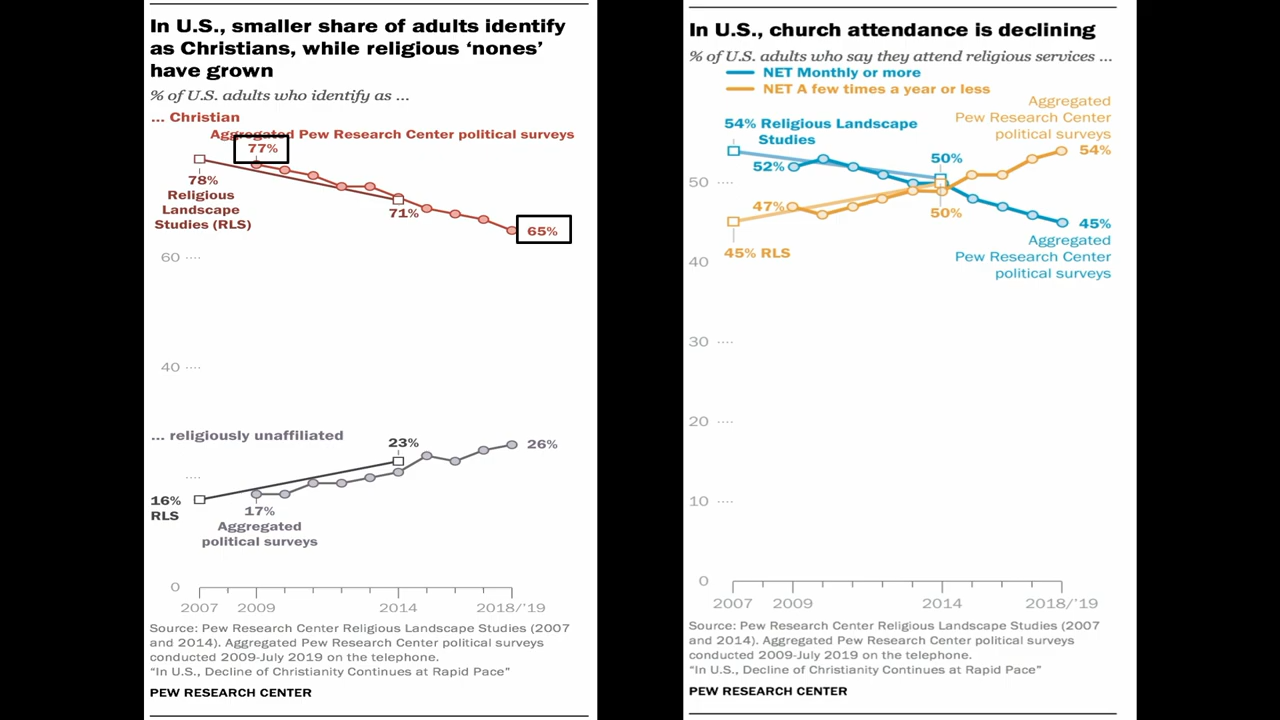 In U.S., smaller share of adults identify
as Christians, while religious ‘nones’
have grown
% of U.S. adults who identify as ...
... Christian
Aggregated Pew Research Center political surveys
77%
78%
Religious
Landscape
Studies (RLS)
71%
65%
60
40
... religiously unaffiliated
23%
26%
16%
RLS
17%
Aggregated
political surveys
0
2007 2009 2014 2018/'19
Source: Pew Research Center Religious Landscape Studies (2007
and 2014). Aggregated Pew Research Center political surveys
conducted 2009-July 2019 on the telephone.
“In U.S., Decline of Christianity Continues at Rapid Pace”
PEW RESEARCH CENTER
In U.S., church attendance is declining
% of U.S. adults who say they attend religious services ...
NET Monthly or more
NET A few times a year or less
Aggregated
Pew Research Center
political surveys
54% Religious Landscape
Studies
54%
52%
50%
50
47%
50%
45%
45% RLS
Aggregated
Pew Research Center
political surveys
40
30
20
10
0
2007 2009 2014 2018/'19
Source: Pew Research Center Religious Landscape Studies (2007
and 2014). Aggregated Pew Research Center political surveys
conducted 2009-July 2019 on the telephone.
“In U.S., Decline of Christianity Continues at Rapid Pace”
PEW RESEARCH CENTER